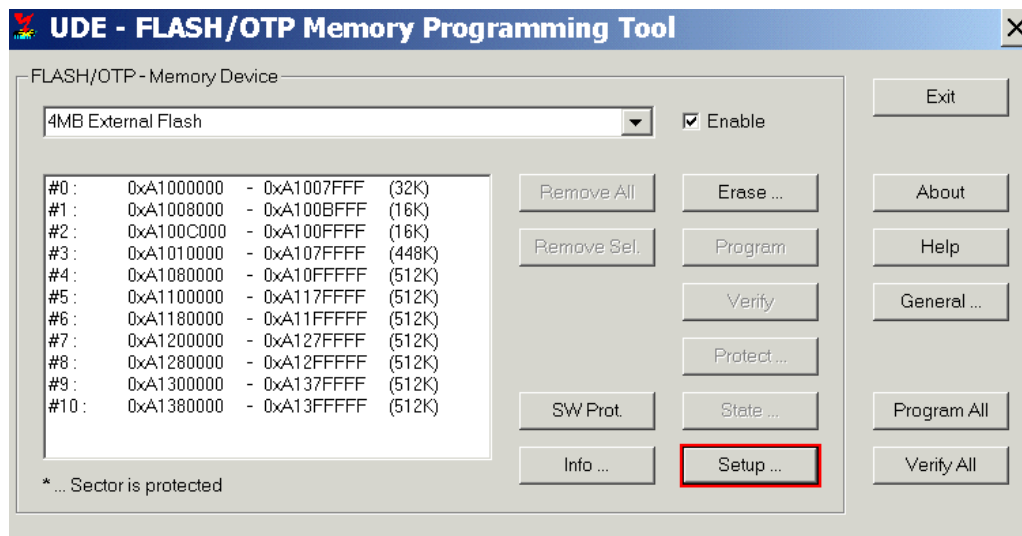 UDE - FLASH/OTP Memory Programming Tool
FLASH/OTP - Memory Device
4MB External Flash
Enable
Exit
#0 : 0xA1000000 - 0xA1007FFF (32K)
#1 : 0xA1008000 - 0xA100BFFF (16K)
#2 : 0xA100C000 - 0xA100FFFF (16K)
#3 : 0xA1010000 - 0xA107FFFF (448K)
#4 : 0xA1080000 - 0xA10FFFFF (512K)
#5 : 0xA1100000 - 0xA117FFFF (512K)
#6 : 0xA1180000 - 0xA11FFFFF (512K)
#7 : 0xA1200000 - 0xA127FFFF (512K)
#8 : 0xA1280000 - 0xA12FFFFF (512K)
#9 : 0xA1300000 - 0xA137FFFF (512K)
#10 : 0xA1380000 - 0xA13FFFFF (512K)
* ... Sector is protected
Remove All
Remove Sel.
SW Prot.
Info ...
Erase ...
Program
Verify
Protect ...
State ...
Setup ...
About
Help
General ...
Program All
Verify All